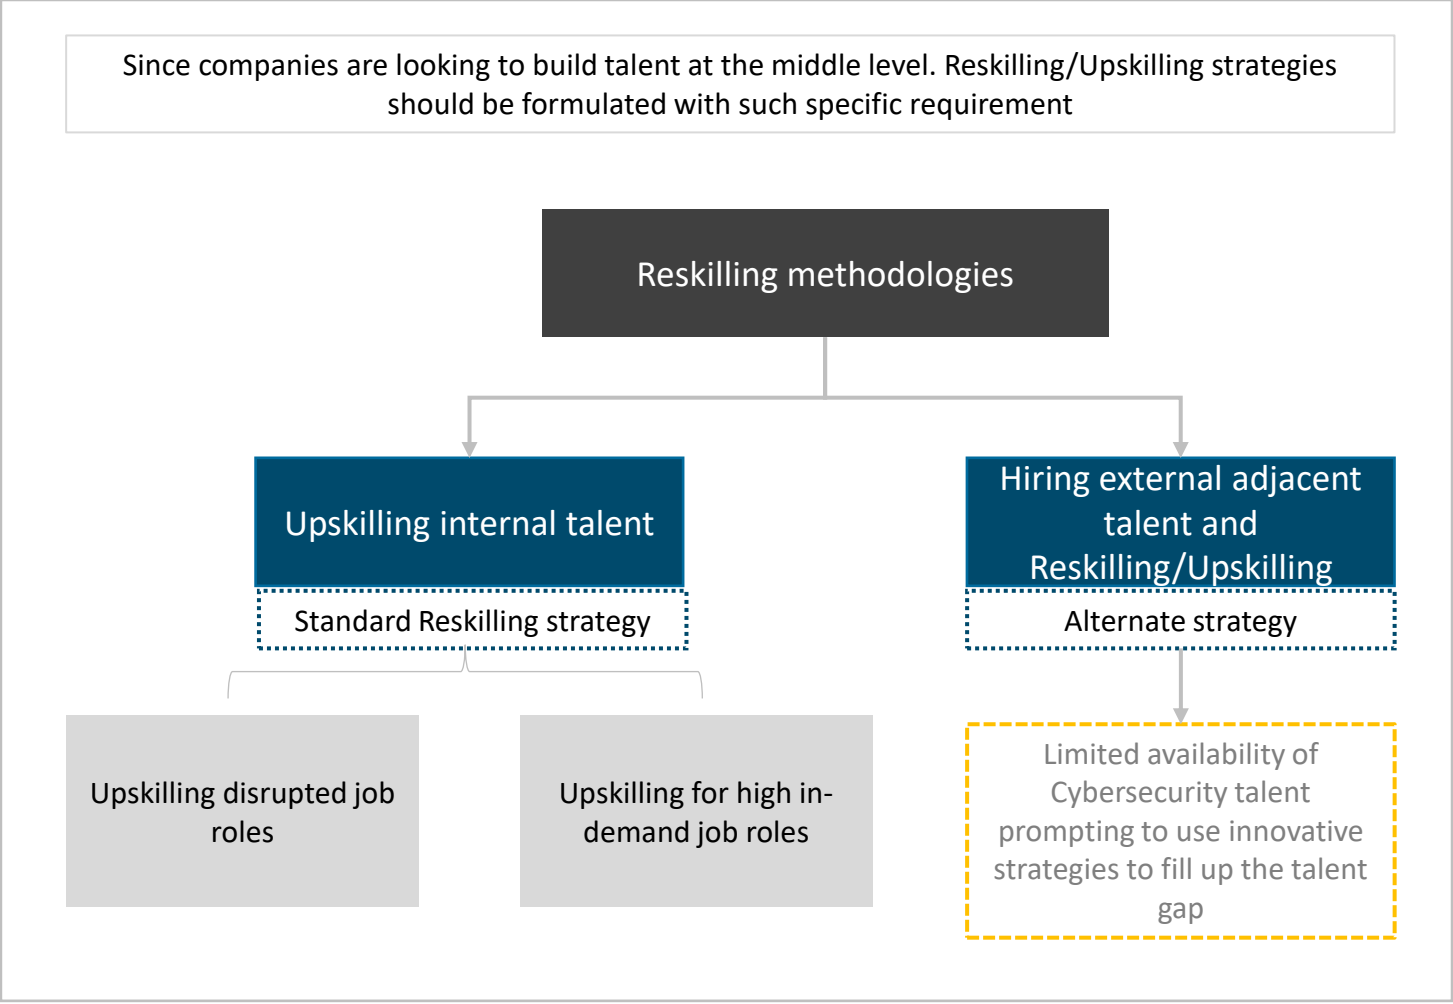 Since companies are looking to build talent at the middle level. Reskilling/Upskilling strategies
should be formulated with such specific requirement
Reskilling methodologies
Upskilling internal talent
Standard Reskilling strategy
Hiring external adjacent
talent and
Reskilling/Upskilling
Alternate strategy
Upskilling disrupted job
roles
Upskilling for high in-
demand job roles
Limited availability of
Cybersecurity talent
prompting to use innovative
strategies to fill up the talent
gap